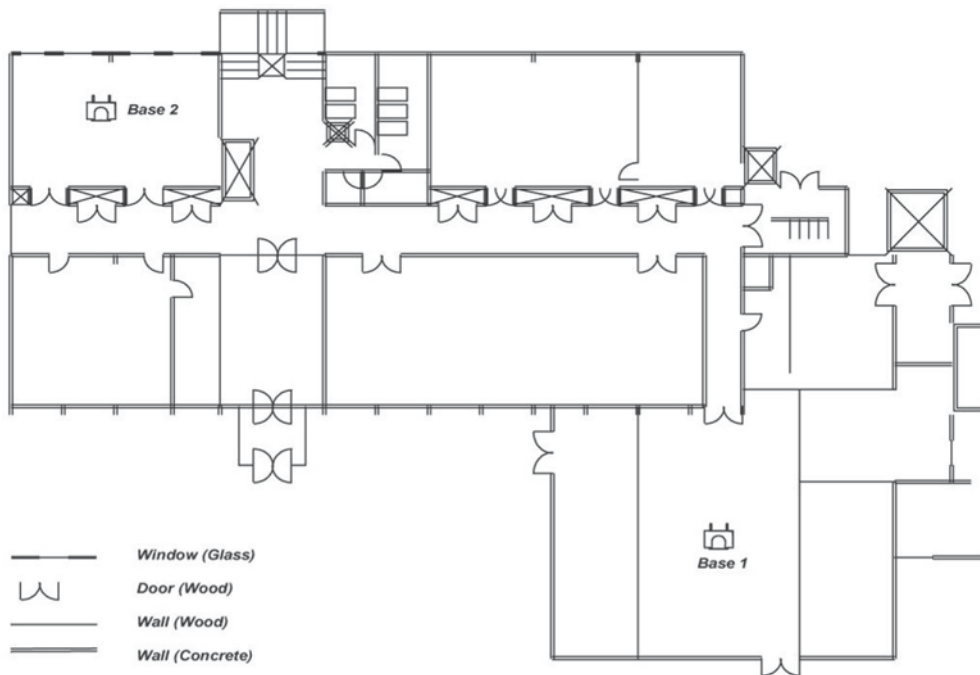 Base 2
Base 1
Window (Glass)
Door (Wood)
Wall (Wood)
Wall (Concrete)